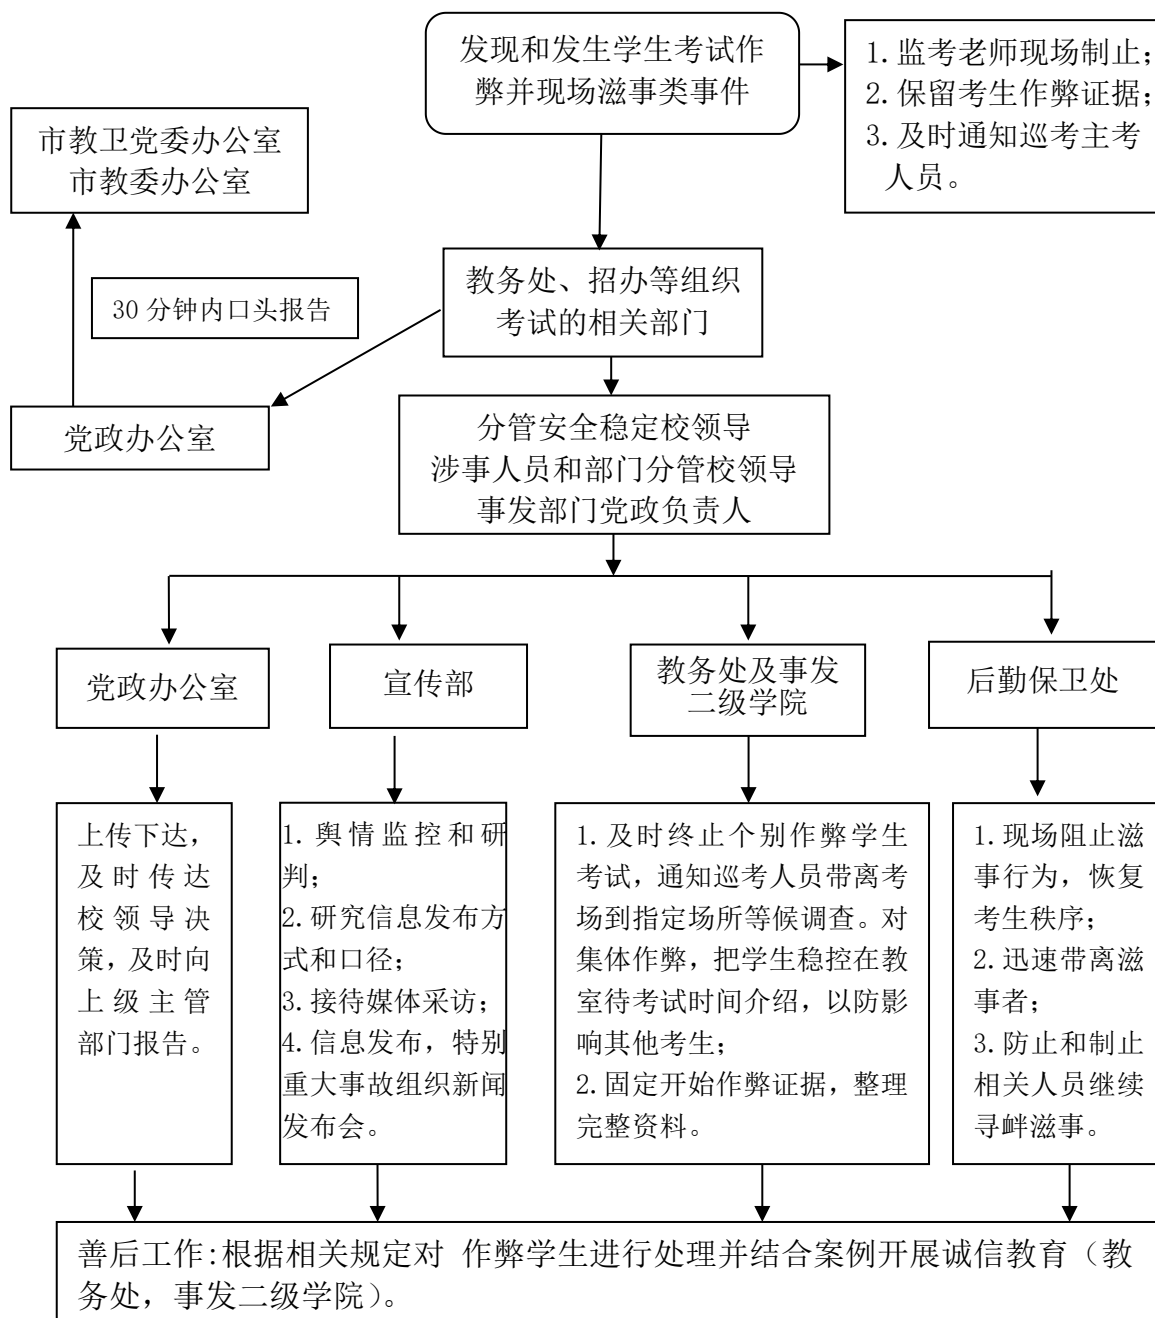 发现和发生学生考试作
弊并现场滋事类事件
1.监考老师现场制止；
2.保留考生作弊证据；
3.及时通知巡考主考
人员。
市教卫党委办公室
市教委办公室
30 分钟内口头报告
教务处、招办等组织
考试的相关部门
党政办公室
分管安全稳定校领导
涉事人员和部门分管校领导
事发部门党政负责人
党政办公室
宣传部
教务处及事发
二级学院
后勤保卫处
上传下达，
及时传达
校领导决
策，及时向
上级主管
部门报告。
1. 舆情监控和研
判；
2.研究信息发布方
式和口径；
3.接待媒体采访；
4.信息发布，特别
重大事故组织新闻
发布会。
1. 及时终止个别作弊学生
考试，通知巡考人员带离考
场到指定场所等候调查。对
集体作弊，把学生稳控在教
室待考试时间介绍，以防影
响其他考生；
2.固定开始作弊证据，整理
完整资料。
1.现场阻止滋
事行为，恢复
考生秩序；
2.迅速带离滋
事者；
3.防止和制止
相关人员继续
寻衅滋事。
善后工作:根据相关规定对 作弊学生进行处理并结合案例开展诚信教育（教
务处，事发二级学院）。